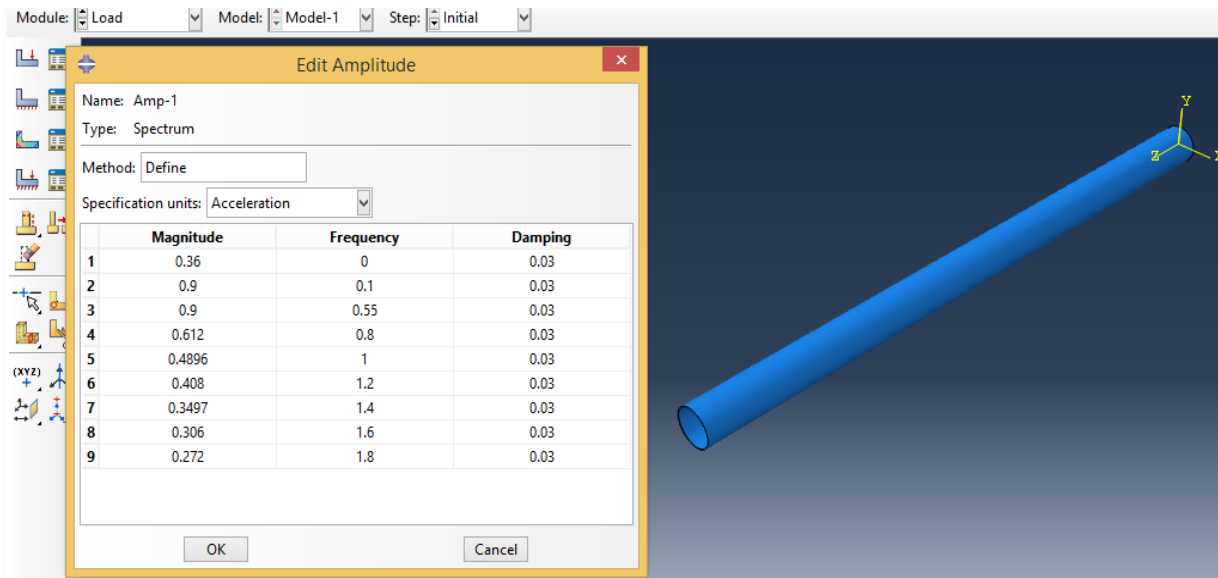 Module: Load Model: Model-1 Step: Initial
Edit Amplitude
Name: Amp-1
Type: Spectrum
Method: Define
Specification units: Acceleration
Magnitude Frequency Damping
1 0.36 0 0.03
2 0.9 0.1 0.03
3 0.9 0.55 0.03
4 0.612 0.8 0.03
5 0.4896 1 0.03
6 0.408 1.2 0.03
7 0.3497 1.4 0.03
8 0.306 1.6 0.03
9 0.272 1.8 0.03
OK Cancel
(XYZ)
Y
Z X